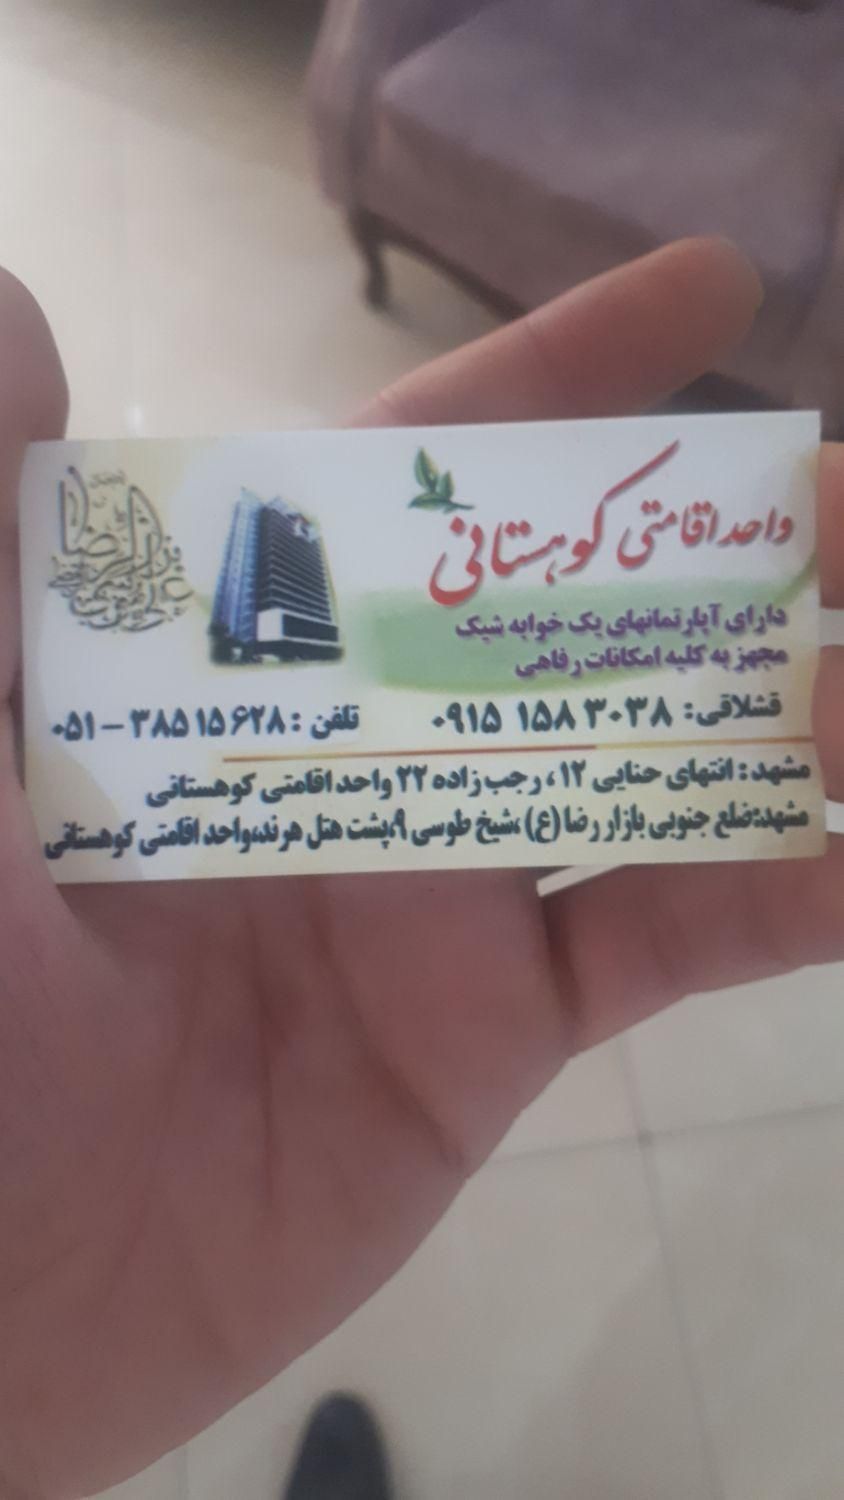 واحد اقامتی کوهستانی
دارای آپارتمانهای یک خوابه شیک
مجهز به کلیه امکانات رفاهی
قشلاقی: ۰۹۱۵ ۱۵۸ ۳۰۳۸
تلفن : ۳۸۵۱۵۶۲۸ – ۰۵۱
مشهد : انتهای حنایی ۱۲ ، رجب زاده ۲۲ واحد اقامتی کوهستانی
مشهد:ضلع جنوبی بازار رضا (ع) ،شیخ طوسی ۹،پشت هتل هرند،واحد اقامتی کوهستانی